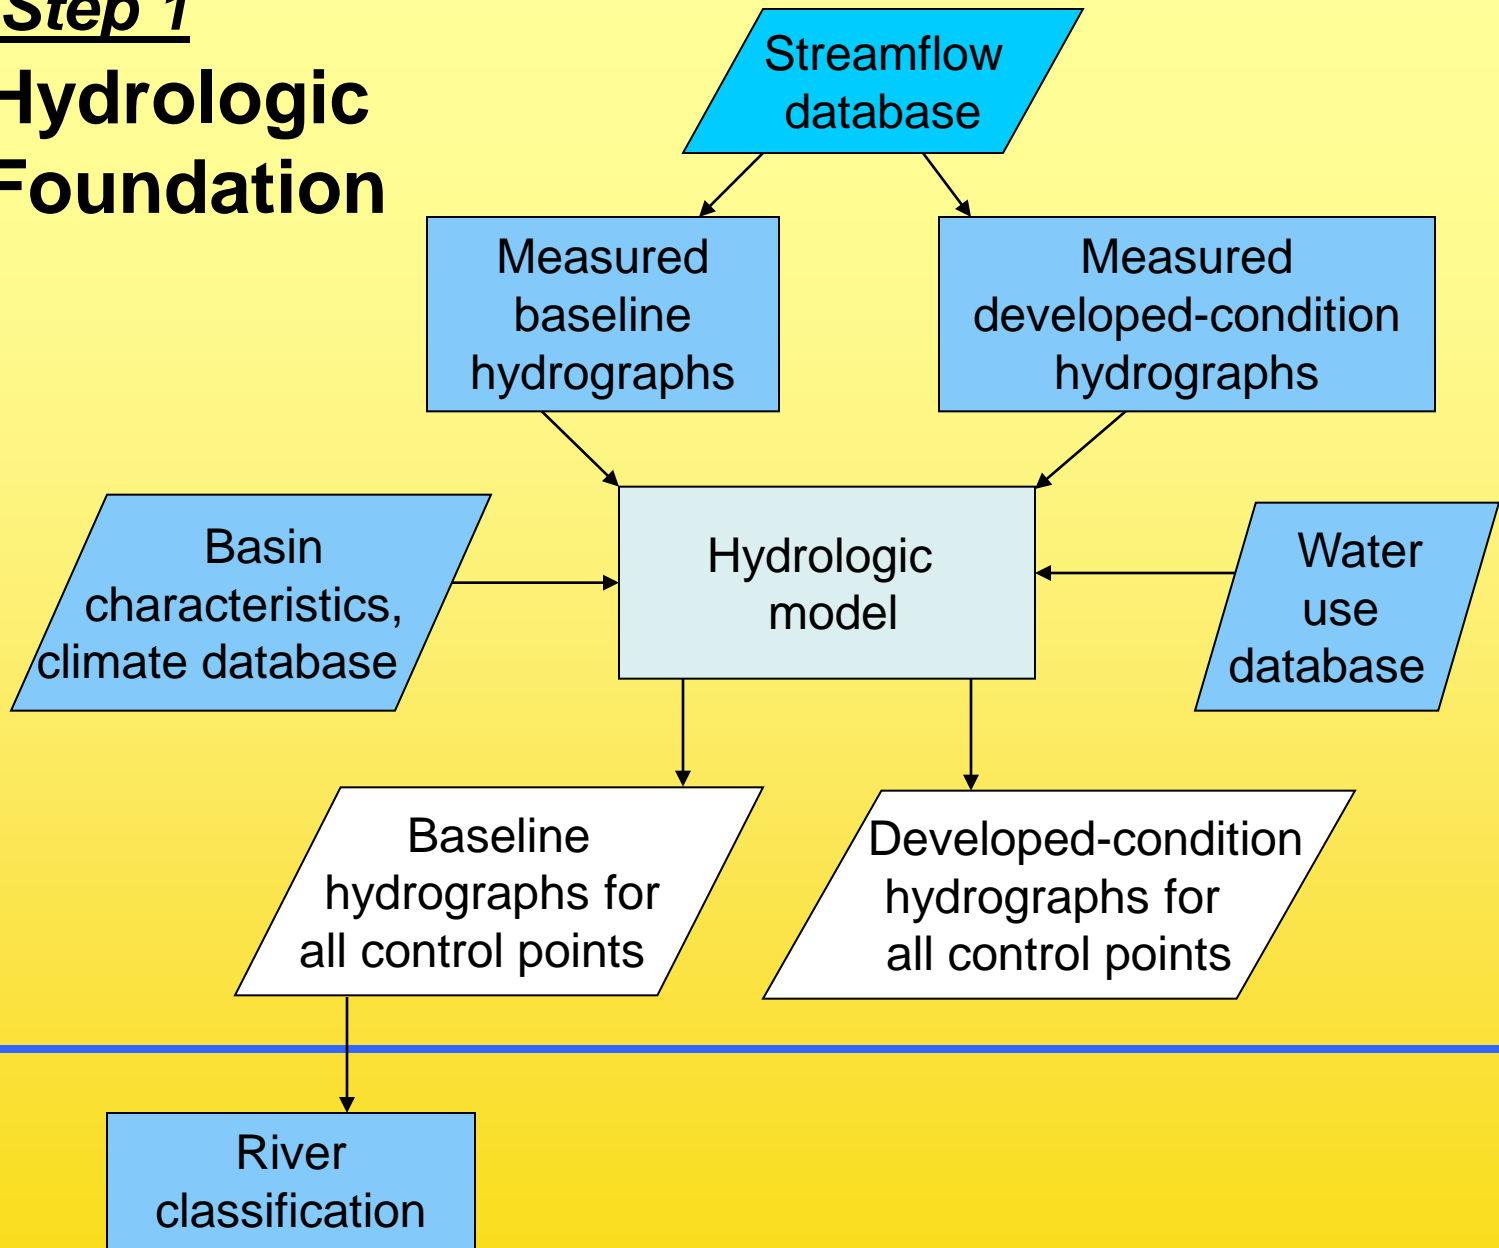 Step 1
Hydrologic
Foundation
Streamflow
database
Measured
baseline
hydrographs
Measured
developed-condition
hydrographs
Basin
characteristics,
climate database
Hydrologic
model
Water
use
database
Baseline
hydrographs for
all control points
Developed-condition
hydrographs for
all control points
River
classification